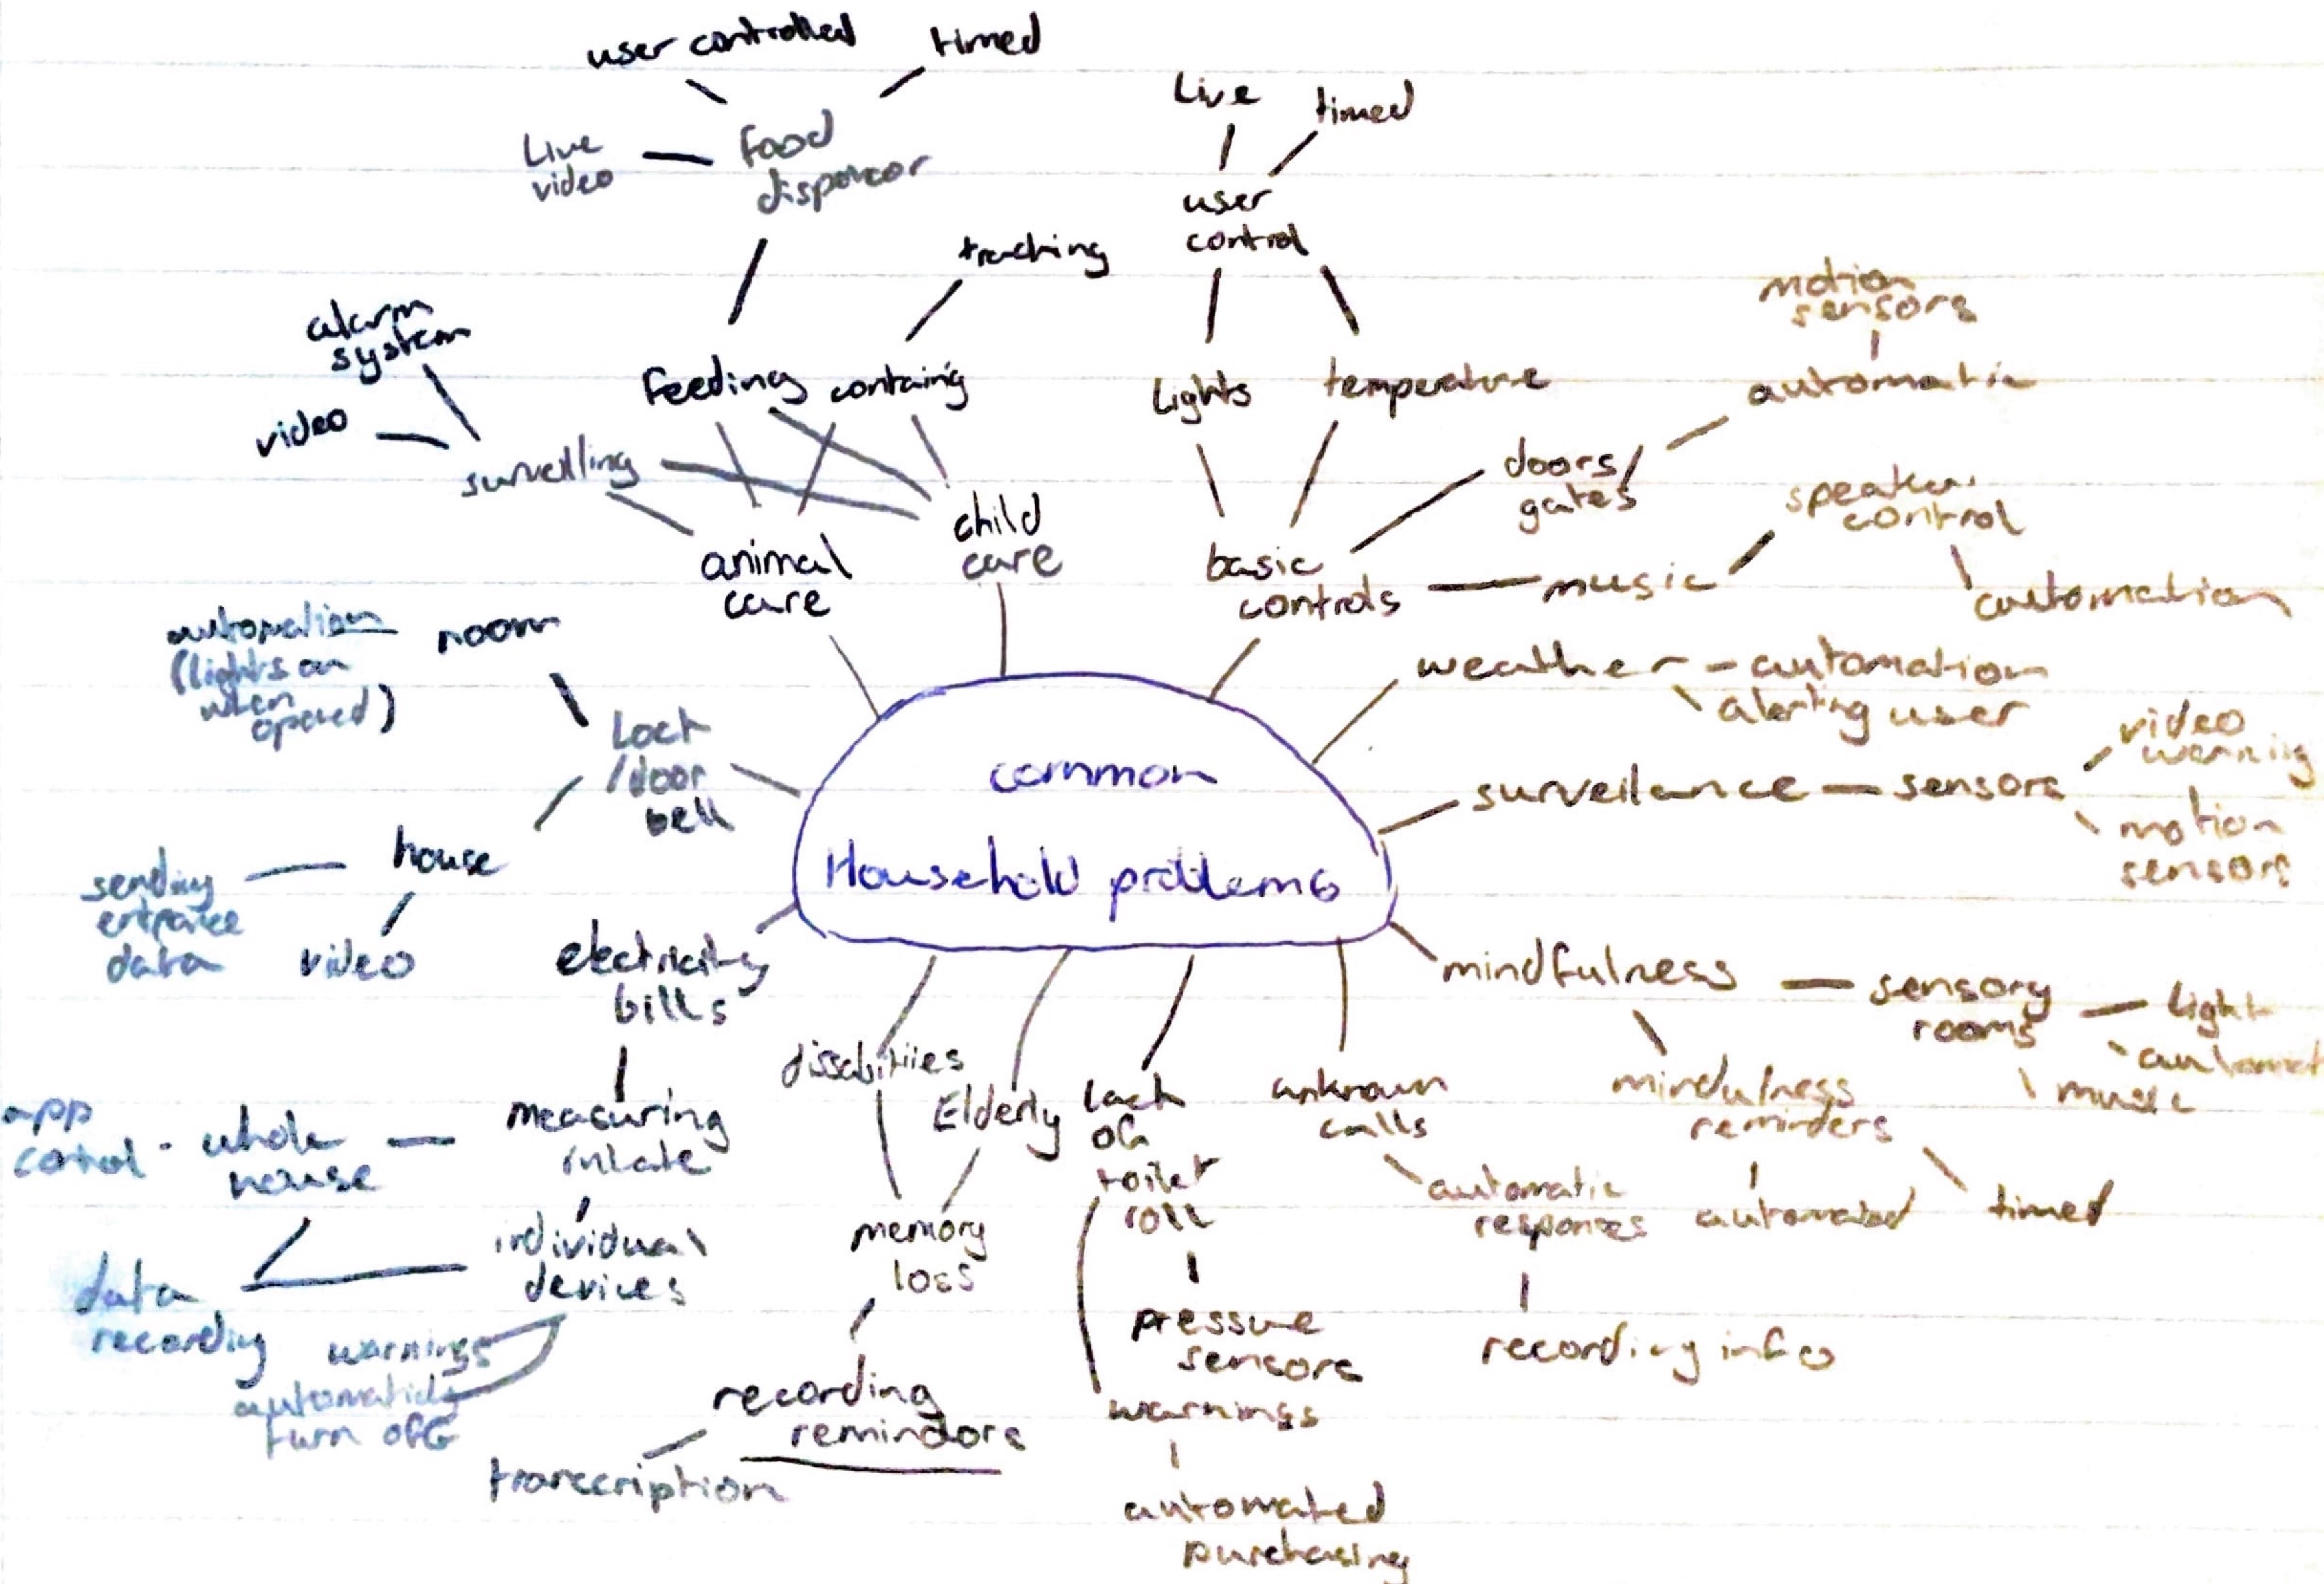 user controlled
timed
Live
video
food
dispencor
Live
timed
user
control
tracking
alarm
system
video
feeding
containg
survelling
animal
care
child
care
lights
temperature
basic
controls
doors/
gates
automatic
motion
sensors
music
speaker
control
automation
weather - automation
alerting user
surveilance
sensors
video
warning
motion
sensors
common
Household problems
room
automation
(lights on
when
opened)
Lock
/door
bell
house
sending
entrance
data
video
electricity
bills
measuring
intake
whole
house
app
control
individual
devices
data
recording
warnings
automaticly
turn off
dissabitiies
Elderly
memory
loss
recording
remindors
transcription
lack
of
toilet
roll
pressure
sensors
warnings
automated
purchasing
unknown
calls
automatic
responses
recording info
mindfulness
sensory
rooms
light
automat
music
mindulness
reminders
automated
timed